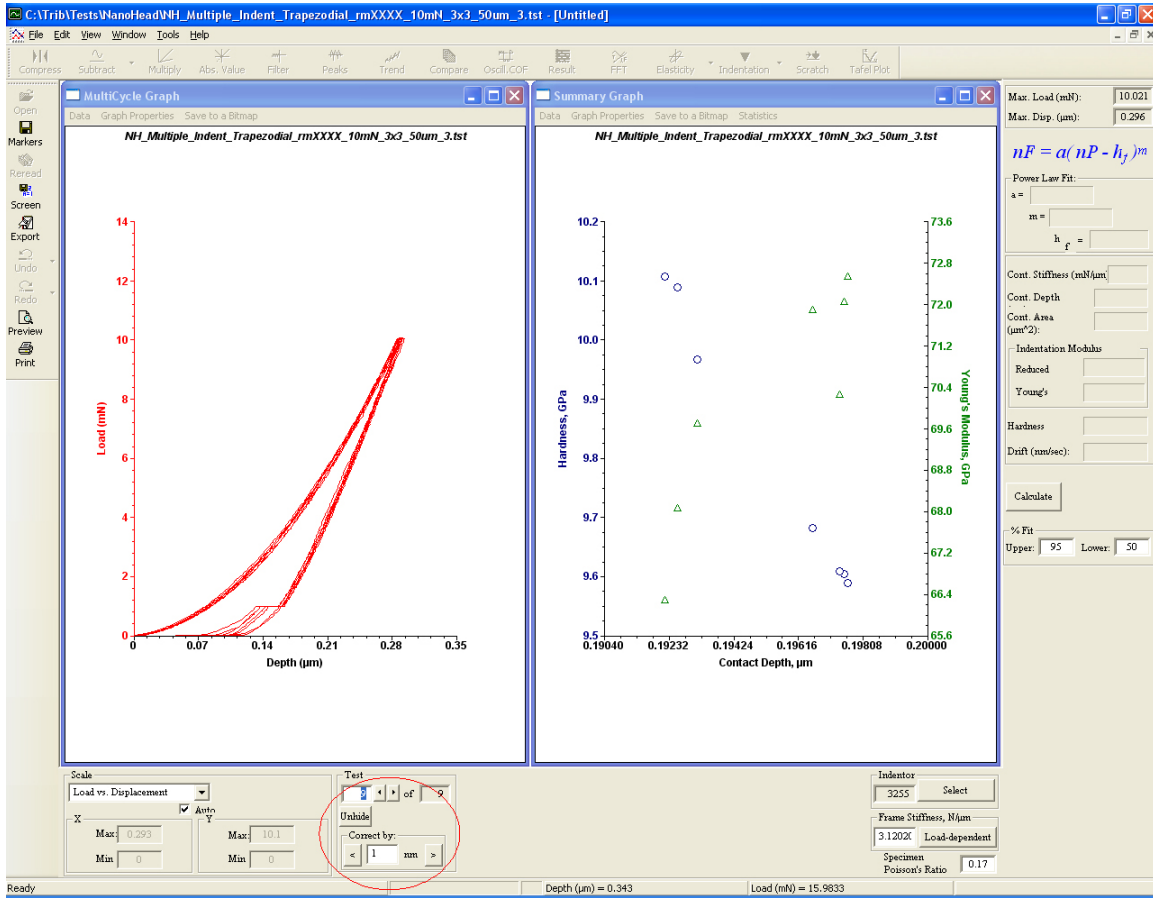 C:\Trib\Tests\NanoHead\NH_Multiple_Indent_Trapezodial_rmXXXX_10mN_3x3_50um_3.tst - [Untitled]
File Edit View Window Tools Help
Compress Subtract Multiply Abs. Value Filter Peaks Trend Compare Oscill.COF Result FFT Elasticity Indentation Scratch Tafel Plot
Open
Markers
Reread
Screen
Export
Undo
Redo
Preview
Print
MultiCycle Graph
Data Graph Properties Save to a Bitmap
NH_Multiple_Indent_Trapezodial_rmXXXX_10mN_3x3_50um_3.tst
14
12
10
8
6
4
2
0
Load (mN)
0 0.07 0.14 0.21 0.28 0.35
Depth (µm)
Summary Graph
Data Graph Properties Save to a Bitmap Statistics
NH_Multiple_Indent_Trapezodial_rmXXXX_10mN_3x3_50um_3.tst
10.2
10.1
10.0
9.9
9.8
9.7
9.6
9.5
Hardness, GPa
73.6
72.8
72.0
71.2
70.4
69.6
68.8
68.0
67.2
66.4
65.6
Young's Modulus, GPa
0.19040 0.19232 0.19424 0.19616 0.19808 0.20000
Contact Depth, µm
Max. Load (mN): 10.021
Max. Disp. (µm): 0.296
nF = a( nP - hf )m
Power Law Fit:
a =
m =
h f =
Cont. Stiffness (mN/µm)
Cont. Depth
Cont. Area
(µm^2):
Indentation Modulus
Reduced
Young's
Hardness
Drift (nm/sec):
Calculate
% Fit
Upper: 95 Lower: 50
Scale
Load vs. Displacement
Auto
X
Max: 0.293
Min 0
Y
Max: 10.1
Min 0
Test
9 of 9
Unhide
Correct by:
< 1 nm >
Indentor
3255 Select
Frame Stiffness, N/µm
3.1202( Load-dependent
Specimen
Poisson's Ratio 0.17
Ready Depth (µm) = 0.343 Load (mN) = 15.9833